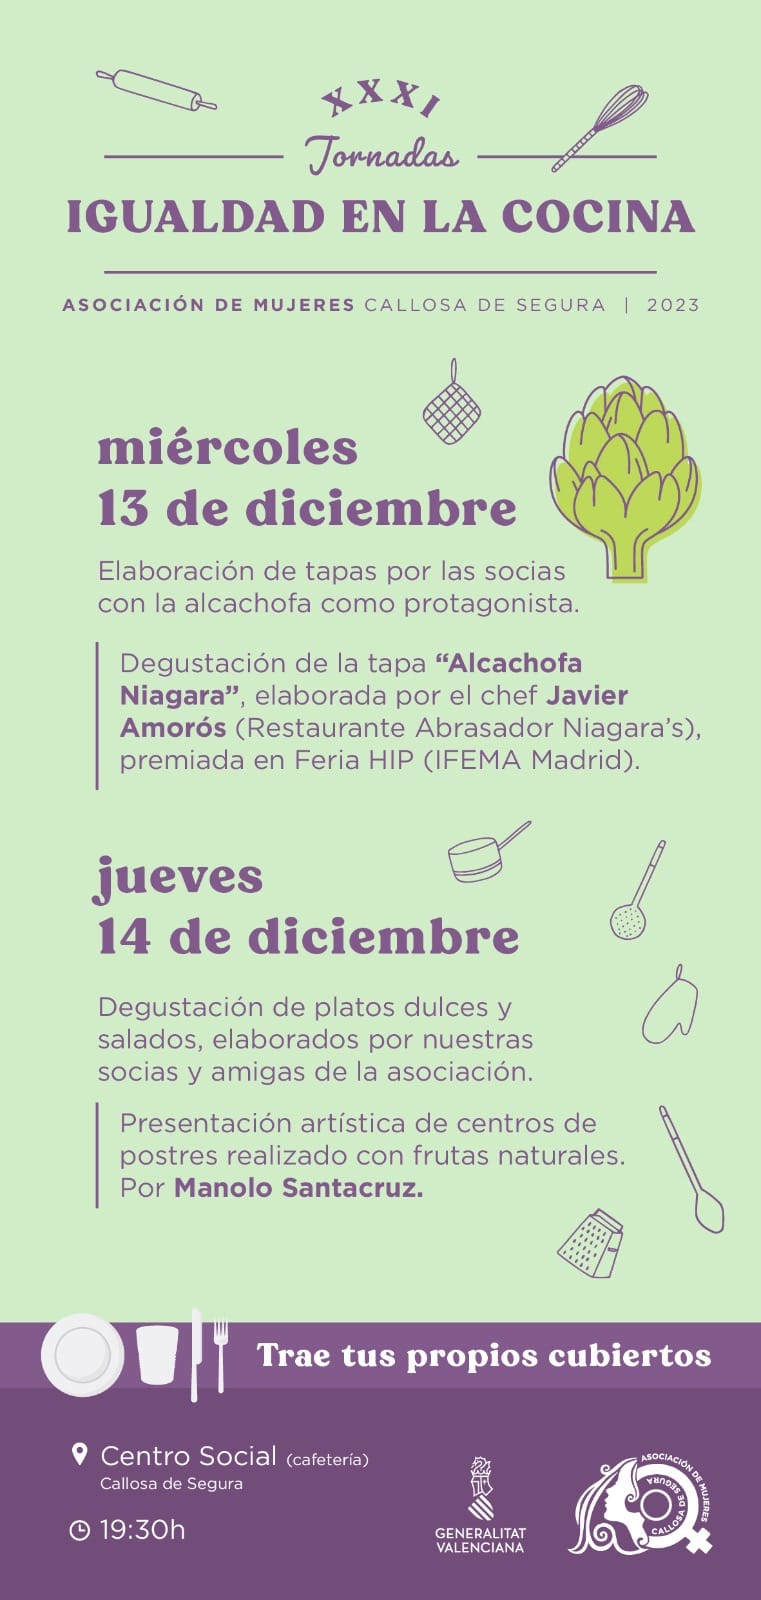 XXXI
Jornadas
IGUALDAD EN LA COCINA
ASOCIACIÓN DE MUJERES CALLOSA DE SEGURA | 2023
miércoles
13 de diciembre
Elaboración de tapas por las socias
con la alcachofa como protagonista.
Degustación de la tapa “Alcachofa
Niagara”, elaborada por el chef Javier
Amorós (Restaurante Abrasador Niagara’s),
premiada en Feria HIP (IFEMA Madrid).
jueves
14 de diciembre
Degustación de platos dulces y
salados, elaborados por nuestras
socias y amigas de la asociación.
Presentación artística de centros de
postres realizado con frutas naturales.
Por Manolo Santacruz.
Trae tus propios cubiertos
Centro Social (cafetería)
Callosa de Segura
19:30h
GENERALITAT
VALENCIANA
ASOCIACIÓN DE MUJERES
CALLOSA DE SEGURA